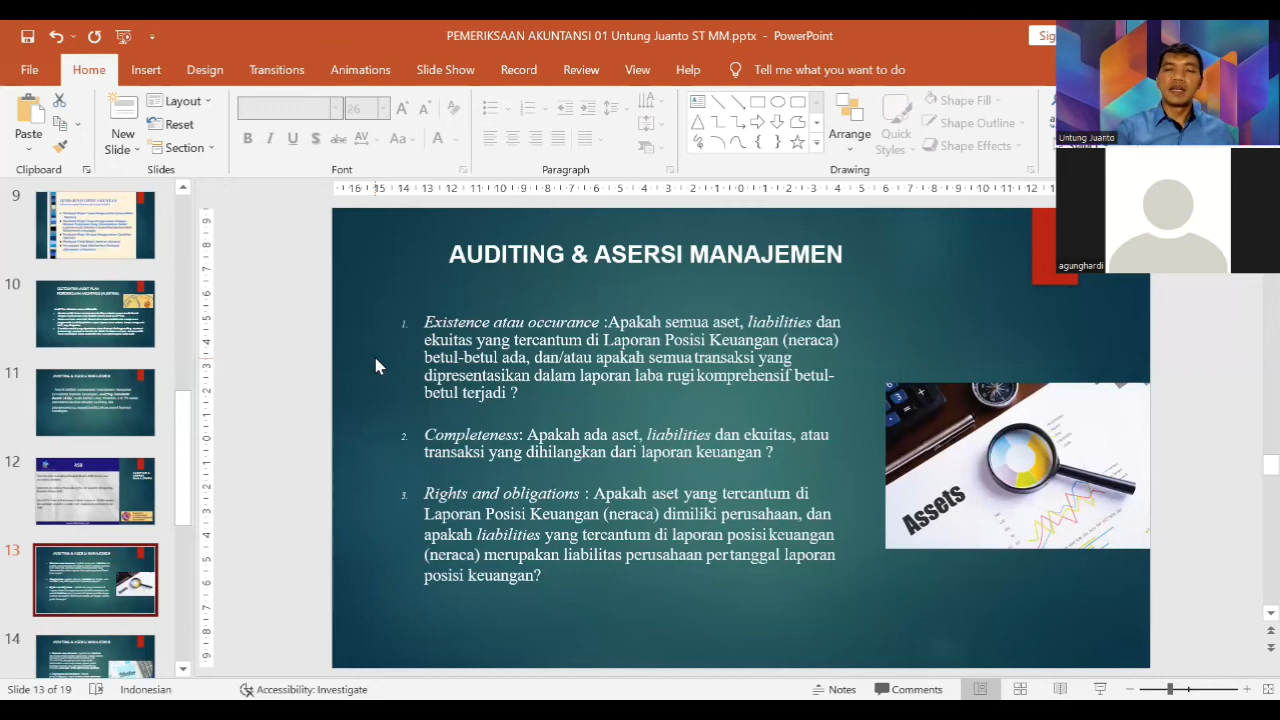 PEMERIKSAAN AKUNTANSI 01 Untung Juanto ST MM.pptx - PowerPoint
File Home Insert Design Transitions Animations Slide Show Record Review View Help Tell me what you want to do
Paste
Clipboard
New
Slide
Layout
Reset
Section
Slides
26
Font
Paragraph
Arrange
Quick
Styles
Shape Fill
Shape Outline
Shape Effects
Drawing
Untung Juanto
agunghardi
9
10
11
12
13
14
AUDITING & ASERSI MANAJEMEN
1. Existence atau occurance :Apakah semua aset, liabilities dan
ekuitas yang tercantum di Laporan Posisi Keuangan (neraca)
betul-betul ada, dan/atau apakah semua transaksi yang
dipresentasikan dalam laporan laba rugi komprehensif betul-
betul terjadi ?
2. Completeness: Apakah ada aset, liabilities dan ekuitas, atau
transaksi yang dihilangkan dari laporan keuangan ?
3. Rights and obligations : Apakah aset yang tercantum di
Laporan Posisi Keuangan (neraca) dimiliki perusahaan, dan
apakah liabilities yang tercantum di laporan posisi keuangan
(neraca) merupakan liabilitas perusahaan per tanggal laporan
posisi keuangan?
Assets
Slide 13 of 19 Indonesian Accessibility: Investigate Notes Comments